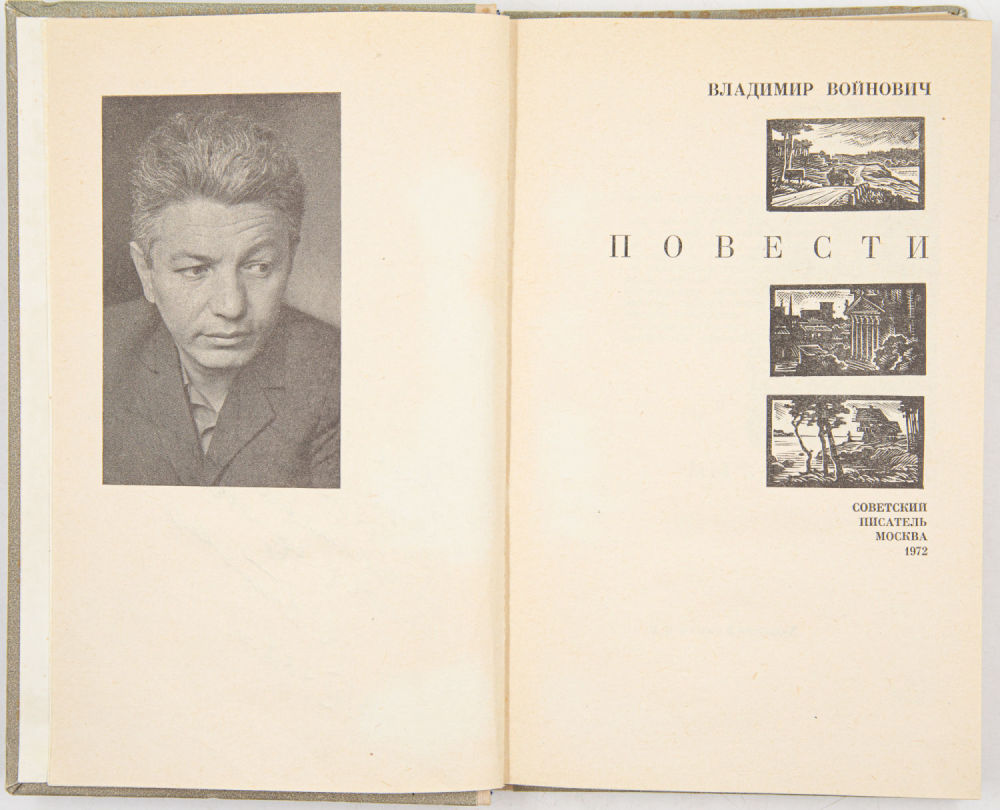 ВЛАДИМИР ВОЙНОВИЧ
ПОВЕСТИ
СОВЕТСКИЙ
ПИСАТЕЛЬ
МОСКВА
1972